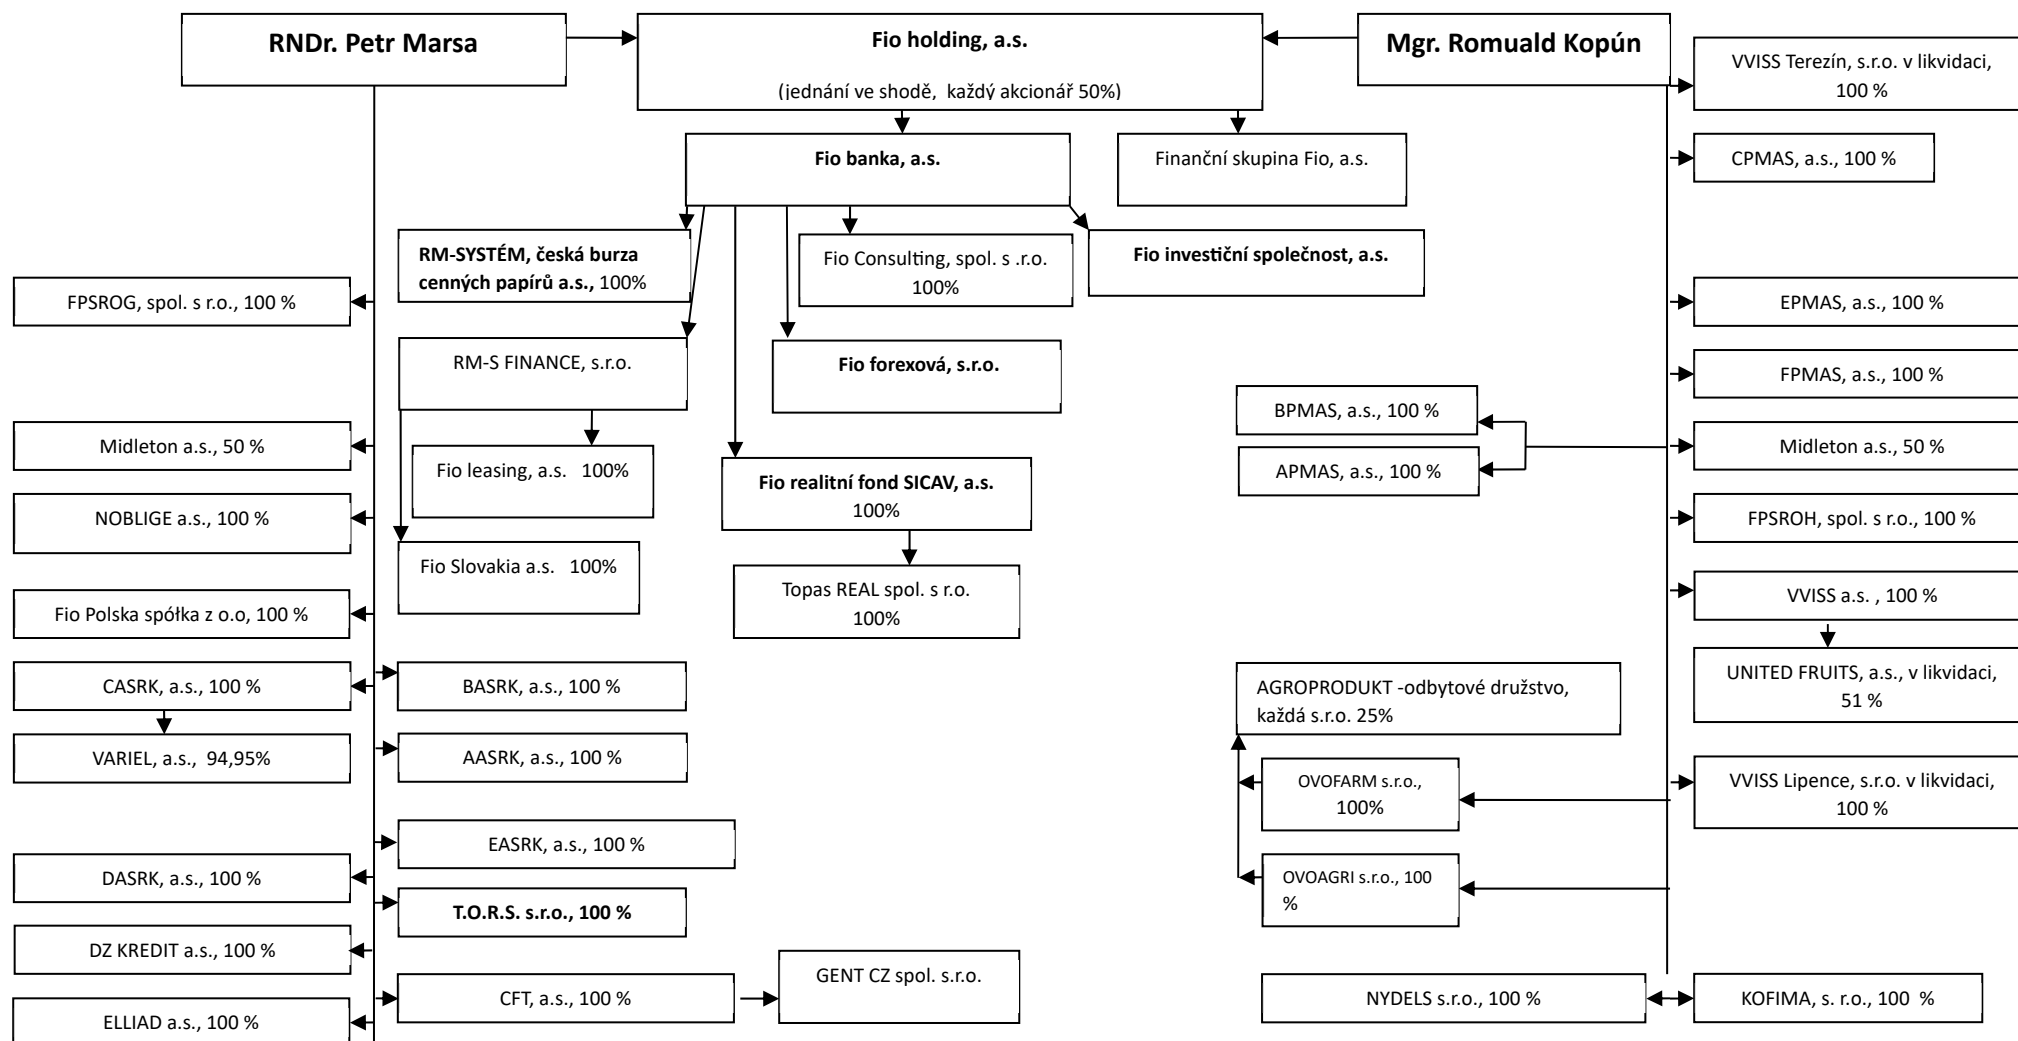 RNDr. Petr Marsa
Fio holding, a.s.
(jednání ve shodě, každý akcionář 50%)
Mgr. Romuald Kopún
VVISS Terezín, s.r.o. v likvidaci,
100 %
Fio banka, a.s.
Finanční skupina Fio, a.s.
CPMAS, a.s., 100 %
RM-SYSTÉM, česká burza
cenných papírů a.s., 100%
Fio Consulting, spol. s .r.o.
100%
Fio investiční společnost, a.s.
FPSROG, spol. s r.o., 100 %
EPMAS, a.s., 100 %
RM-S FINANCE, s.r.o.
Fio forexová, s.r.o.
FPMAS, a.s., 100 %
BPMAS, a.s., 100 %
Midleton a.s., 50 %
Midleton a.s., 50 %
Fio leasing, a.s. 100%
Fio realitní fond SICAV, a.s.
100%
APMAS, a.s., 100 %
NOBLIGE a.s., 100 %
FPSROH, spol. s r.o., 100 %
Fio Slovakia a.s. 100%
Topas REAL spol. s r.o.
100%
VVISS a.s. , 100 %
Fio Polska spółka z o.o, 100 %
CASRK, a.s., 100 %
BASRK, a.s., 100 %
AGROPRODUKT -odbytové družstvo,
každá s.r.o. 25%
UNITED FRUITS, a.s., v likvidaci,
51 %
VARIEL, a.s., 94,95%
AASRK, a.s., 100 %
OVOFARM s.r.o.,
100%
VVISS Lipence, s.r.o. v likvidaci,
100 %
EASRK, a.s., 100 %
DASRK, a.s., 100 %
OVOAGRI s.r.o., 100
%
T.O.R.S. s.r.o., 100 %
DZ KREDIT a.s., 100 %
GENT CZ spol. s.r.o.
CFT, a.s., 100 %
NYDELS s.r.o., 100 %
KOFIMA, s. r.o., 100 %
ELLIAD a.s., 100 %